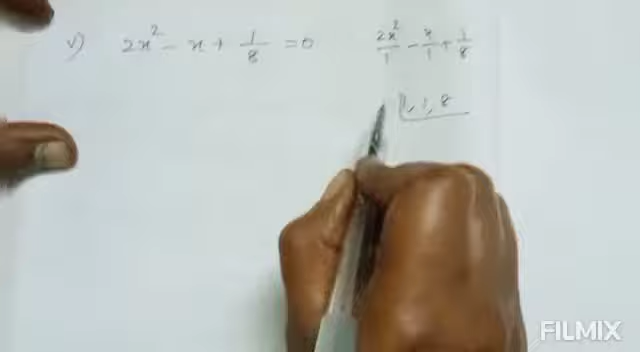 v) 2x² - x + 1/8 = 0
2x²/1 - x/1 + 1/8
1, 1, 8
FILMIX